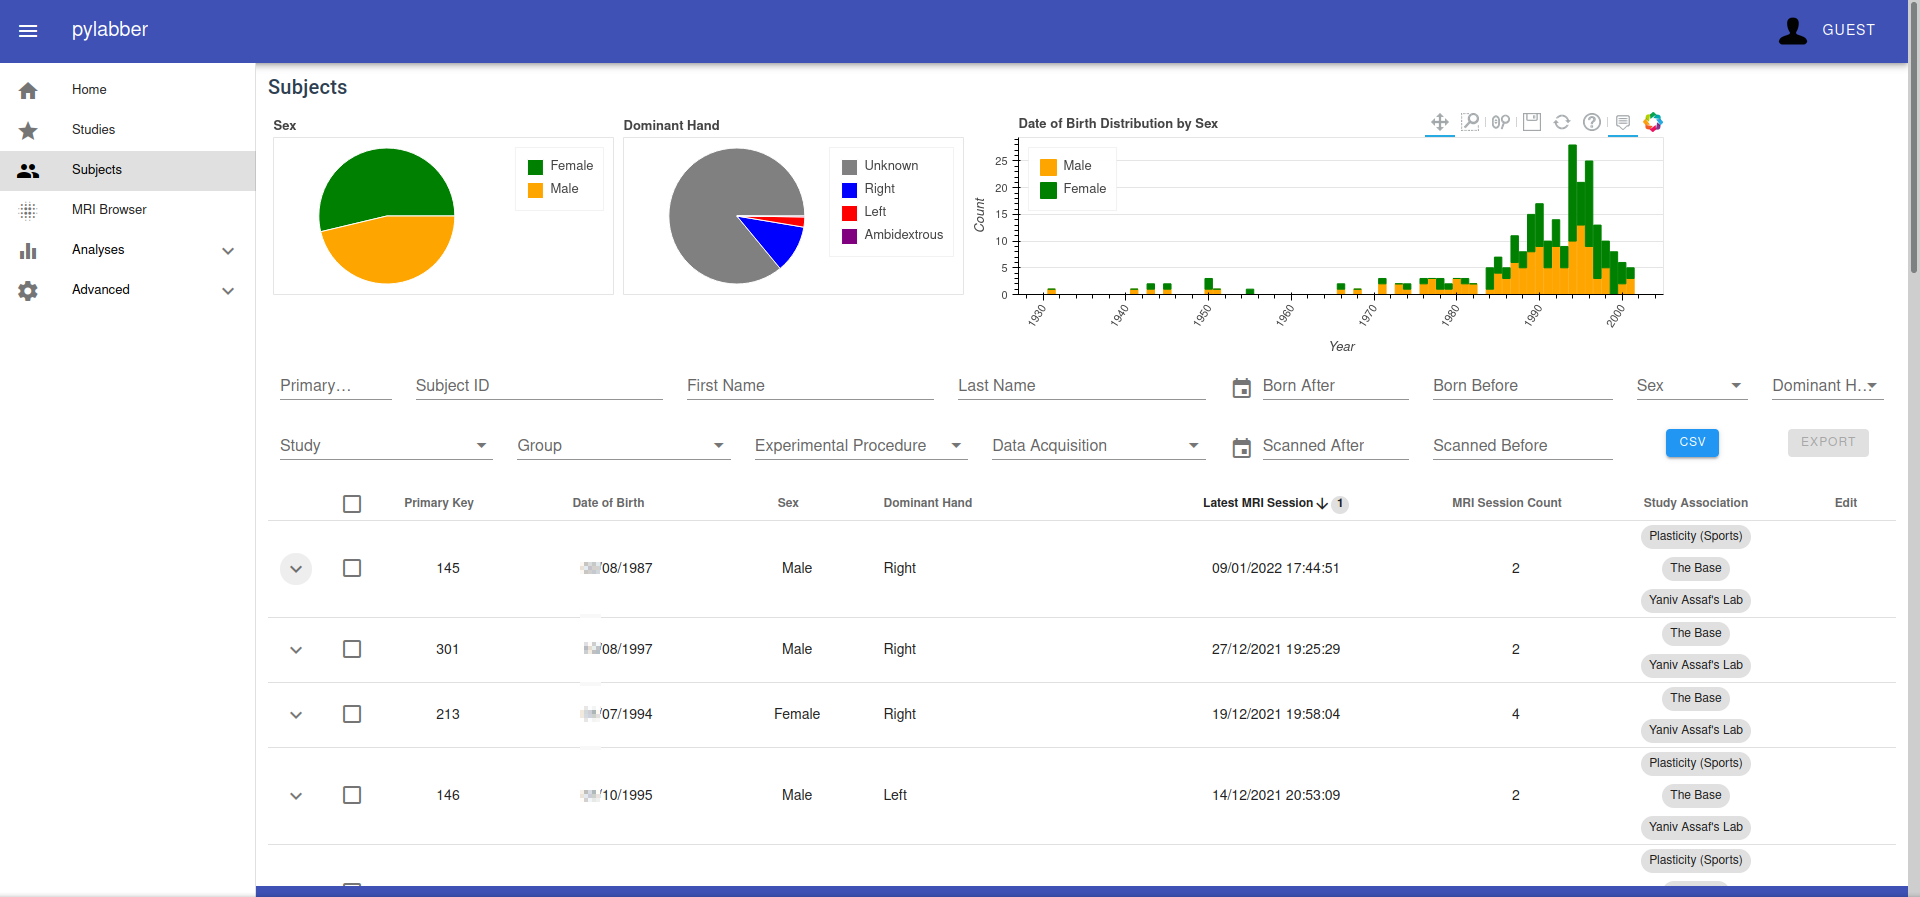 pylabber
GUEST
Home
Studies
Subjects
MRI Browser
Analyses
Advanced
Subjects
Sex
Female
Male
Dominant Hand
Unknown
Right
Left
Ambidextrous
Date of Birth Distribution by Sex
Male
Female
Count
25
20
15
10
5
0
1930 1940 1950 1960 1970 1980 1990 2000
Year
Primary... Subject ID First Name Last Name Born After Born Before Sex Dominant H...
Study Group Experimental Procedure Data Acquisition Scanned After Scanned Before CSV EXPORT
Primary Key Date of Birth Sex Dominant Hand Latest MRI Session 1 MRI Session Count Study Association Edit
145 /08/1987 Male Right 09/01/2022 17:44:51 2
Plasticity (Sports)
The Base
Yaniv Assaf's Lab
301 /08/1997 Male Right 27/12/2021 19:25:29 2
The Base
Yaniv Assaf's Lab
213 /07/1994 Female Right 19/12/2021 19:58:04 4
The Base
Yaniv Assaf's Lab
146 /10/1995 Male Left 14/12/2021 20:53:09 2
Plasticity (Sports)
The Base
Yaniv Assaf's Lab
Plasticity (Sports)